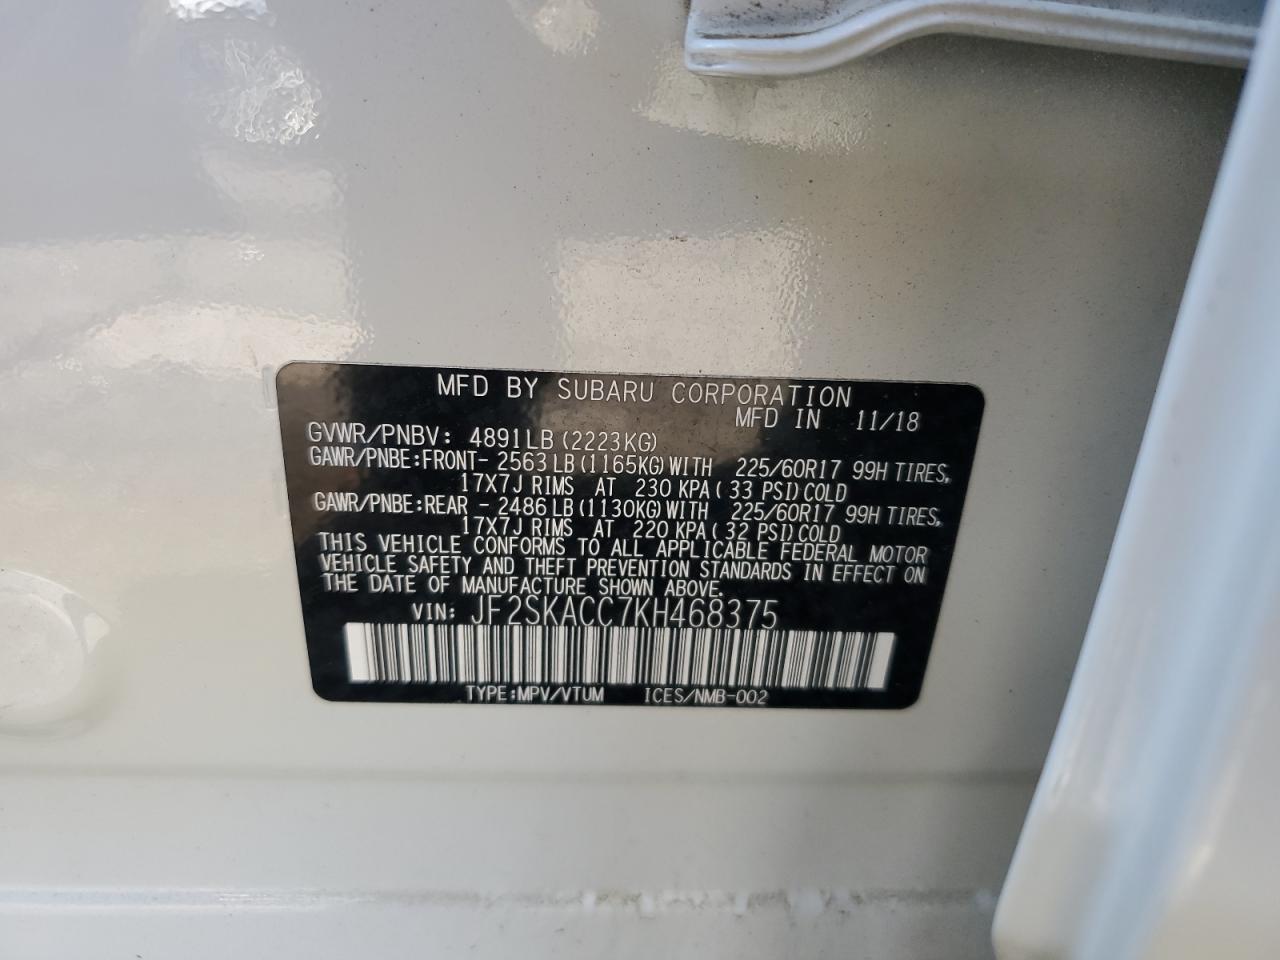 MFD BY SUBARU CORPORATION
MFD IN 11/18
GVWR/PNBV: 4891LB (2223KG)
GAWR/PNBE:FRONT- 2563LB (1165KG)WITH 225/60R17 99H TIRES,
17X7J RIMS AT 230 KPA( 33 PSI)COLD
GAWR/PNBE:REAR - 2486LB (1130KG)WITH 225/60R17 99H TIRES,
17X7J RIMS AT 220 KPA( 32 PSI)COLD
THIS VEHICLE CONFORMS TO ALL APPLICABLE FEDERAL MOTOR
VEHICLE SAFETY AND THEFT PREVENTION STANDARDS IN EFFECT ON
THE DATE OF MANUFACTURE SHOWN ABOVE.
VIN: JF2SKACC7KH468375
TYPE:MPV/VTUM ICES/NMB-002